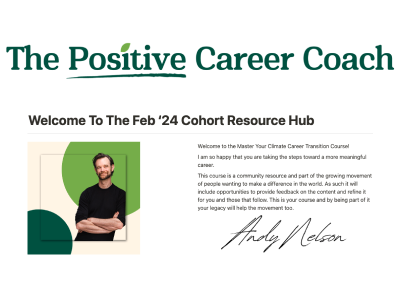 The Positive Career Coach
Welcome To The Feb ‘24 Cohort Resource Hub
Welcome to the Master Your Climate Career Transition Course!
I am so happy that you are taking the steps toward a more meaningful
career.
This course is a community resource and part of the growing movement
of people wanting to make a difference in the world. As such it will
include opportunities to provide feedback on the content and refine it
for you and those that follow. This is your course and by being part of it
your legacy will help the movement too.
Andy Nelson